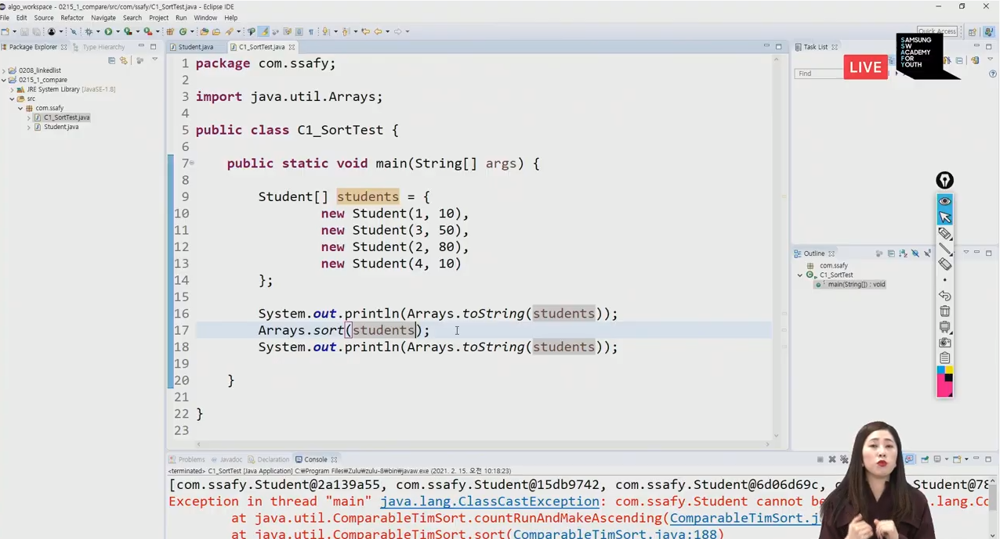 algo_workspace - 0215_1_compare/src/com/ssafy/C1_SortTest.java - Eclipse IDE
File Edit Source Refactor Navigate Search Project Run Window Help
Quick Access
Package Explorer Type Hierarchy
0208_linkedlist
0215_1_compare
JRE System Library [JavaSE-1.8]
src
com.ssafy
C1_SortTest.java
Student.java
Student.java C1_SortTest.java
1 package com.ssafy;
2
3 import java.util.Arrays;
4
5 public class C1_SortTest {
6
7 public static void main(String[] args) {
8
9 Student[] students = {
10 new Student(1, 10),
11 new Student(3, 50),
12 new Student(2, 80),
13 new Student(4, 10)
14 };
15
16 System.out.println(Arrays.toString(students));
17 Arrays.sort(students);
18 System.out.println(Arrays.toString(students));
19
20 }
21
22 }
23
Task List
Find
LIVE
SAMSUNG
SW
ACADEMY
FOR
YOUTH
Outline
com.ssafy
C1_SortTest
main(String[]) : void
Problems Javadoc Declaration Console
<terminated> C1_SortTest [Java Application] C:\Program Files\Zulu\zulu-8\bin\javaw.exe (2021. 2. 15. 오전 10:18:23)
[com.ssafy.Student@2a139a55, com.ssafy.Student@15db9742, com.ssafy.Student@6d06d69c, 
Exception in thread "main" java.lang.ClassCastException: com.ssafy.Student cannot be
at java.util.ComparableTimSort.countRunAndMakeAscending(ComparableTimSort.j
at java.util.ComparableTimSort.sort(ComparableTimSort.java:188)